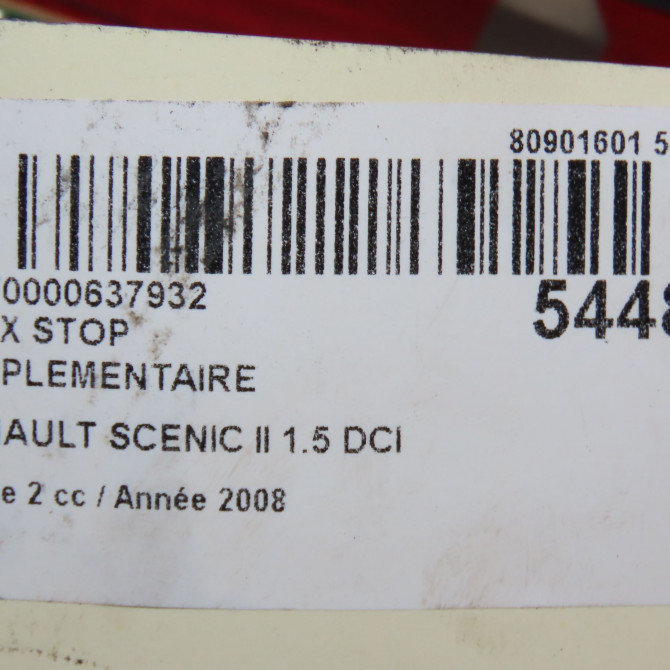 80901601 5
0000637932
5448
X STOP
PLEMENTAIRE
AULT SCENIC II 1.5 DCI
e 2 cc / Année 2008